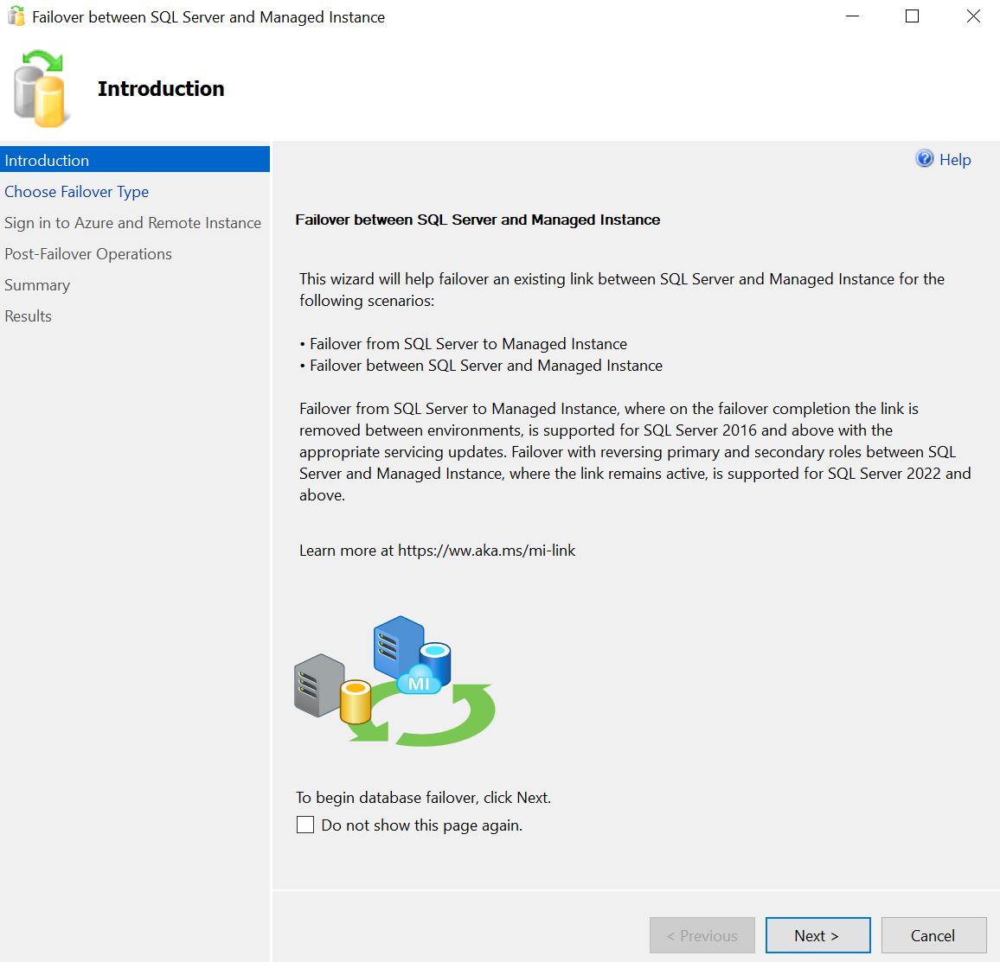 Failover between SQL Server and Managed Instance
Introduction
Introduction
Choose Failover Type
Sign in to Azure and Remote Instance
Post-Failover Operations
Summary
Results
Help
Failover between SQL Server and Managed Instance
This wizard will help failover an existing link between SQL Server and Managed Instance for the
following scenarios:
• Failover from SQL Server to Managed Instance
• Failover between SQL Server and Managed Instance
Failover from SQL Server to Managed Instance, where on the failover completion the link is
removed between environments, is supported for SQL Server 2016 and above with the
appropriate servicing updates. Failover with reversing primary and secondary roles between SQL
Server and Managed Instance, where the link remains active, is supported for SQL Server 2022 and
above.
Learn more at https://ww.aka.ms/mi-link
MI
To begin database failover, click Next.
Do not show this page again.
< Previous
Next >
Cancel